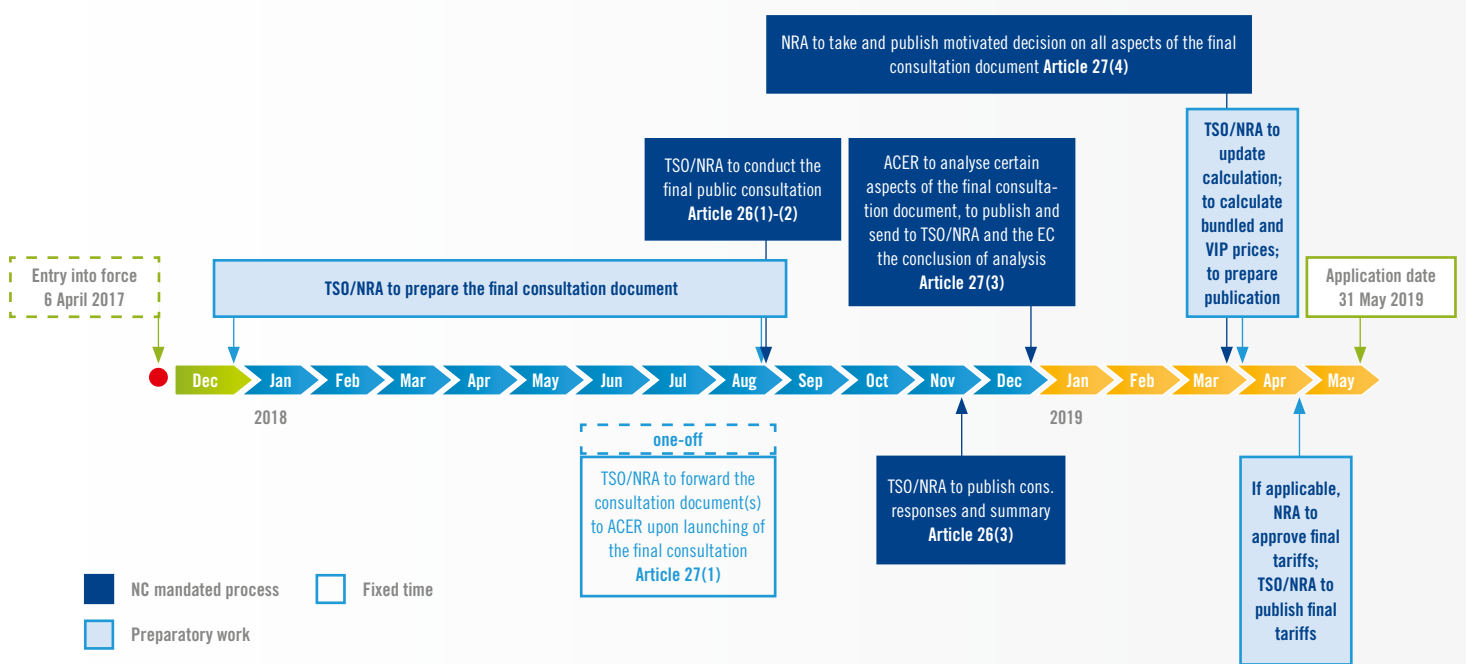 NRA to take and publish motivated decision on all aspects of the final
consultation document Article 27(4)
TSO/NRA to conduct the
final public consultation
Article 26(1)-(2)
ACER to analyse certain
aspects of the final consulta-
tion document, to publish and
send to TSO/NRA and the EC
the conclusion of analysis
Article 27(3)
TSO/NRA to
update
calculation;
to calculate
bundled and
VIP prices;
to prepare
publication
Entry into force
6 April 2017
TSO/NRA to prepare the final consultation document
Application date
31 May 2019
Dec Jan Feb Mar Apr May Jun Jul Aug Sep Oct Nov Dec Jan Feb Mar Apr May
2018 2019
one-off
TSO/NRA to forward the
consultation document(s)
to ACER upon launching of
the final consultation
Article 27(1)
TSO/NRA to publish cons.
responses and summary
Article 26(3)
If applicable,
NRA to
approve final
tariffs;
TSO/NRA to
publish final
tariffs
NC mandated process
Fixed time
Preparatory work